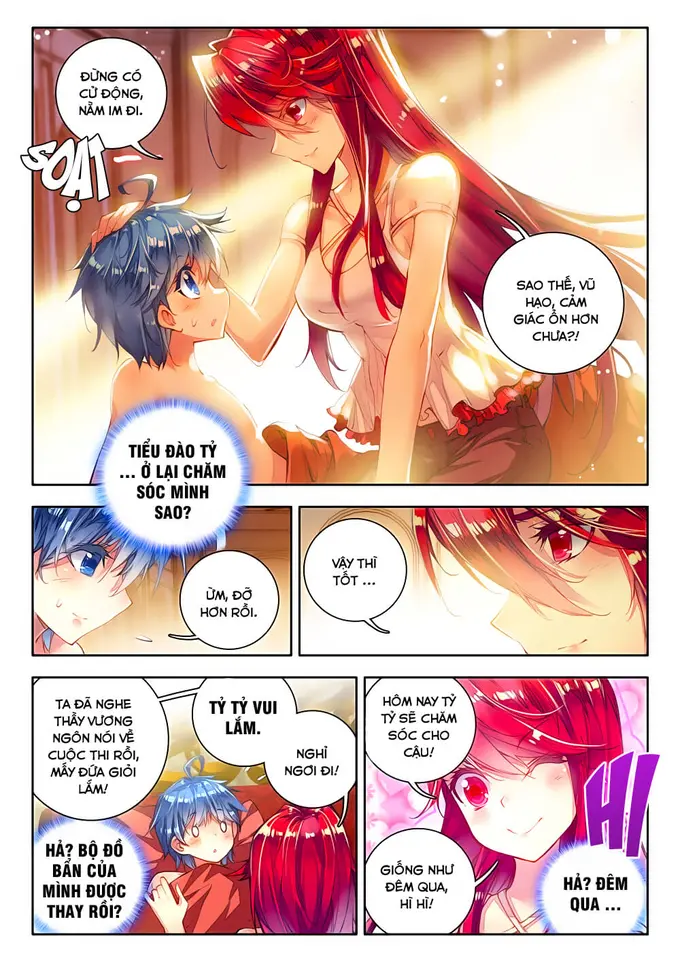 ĐỪNG CÓ
CỬ ĐỘNG,
NẰM IM ĐI.
SOẠT
SAO THẾ, VŨ
HẠO, CẢM
GIÁC ỔN HƠN
CHƯA?!
TIỂU ĐÀO TỶ
... Ở LẠI CHĂM
SÓC MÌNH
SAO?
ỪM, ĐỠ
HƠN RỒI.
VẬY THÌ
TỐT ...
TA ĐÃ NGHE
THẦY VƯƠNG
NGÔN NÓI VỀ
CUỘC THI RỒI,
MẤY ĐỨA GIỎI
LẮM!
TỶ TỶ VUI
LẮM.
NGHỈ
NGƠI ĐI!
HẢ? BỘ ĐỒ
BẨN CỦA
MÌNH ĐƯỢC
THAY RỒI?
HÔM NAY TỶ
TỶ SẼ CHĂM
SÓC CHO
CẬU!
HI
GIỐNG NHƯ
ĐÊM QUA,
HÌ HÌ!
HẢ? ĐÊM
QUA ...